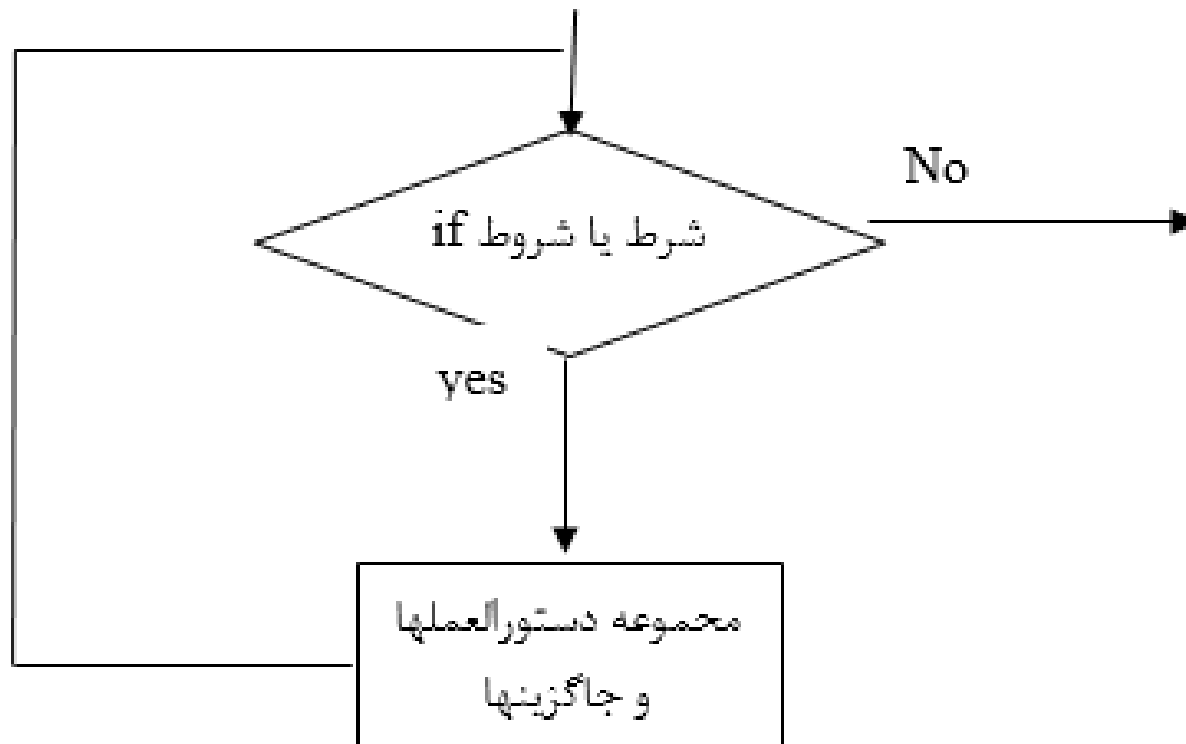 No
شرط یا شروط if
yes
مجموعه دستورالعملها
و جاگزینها